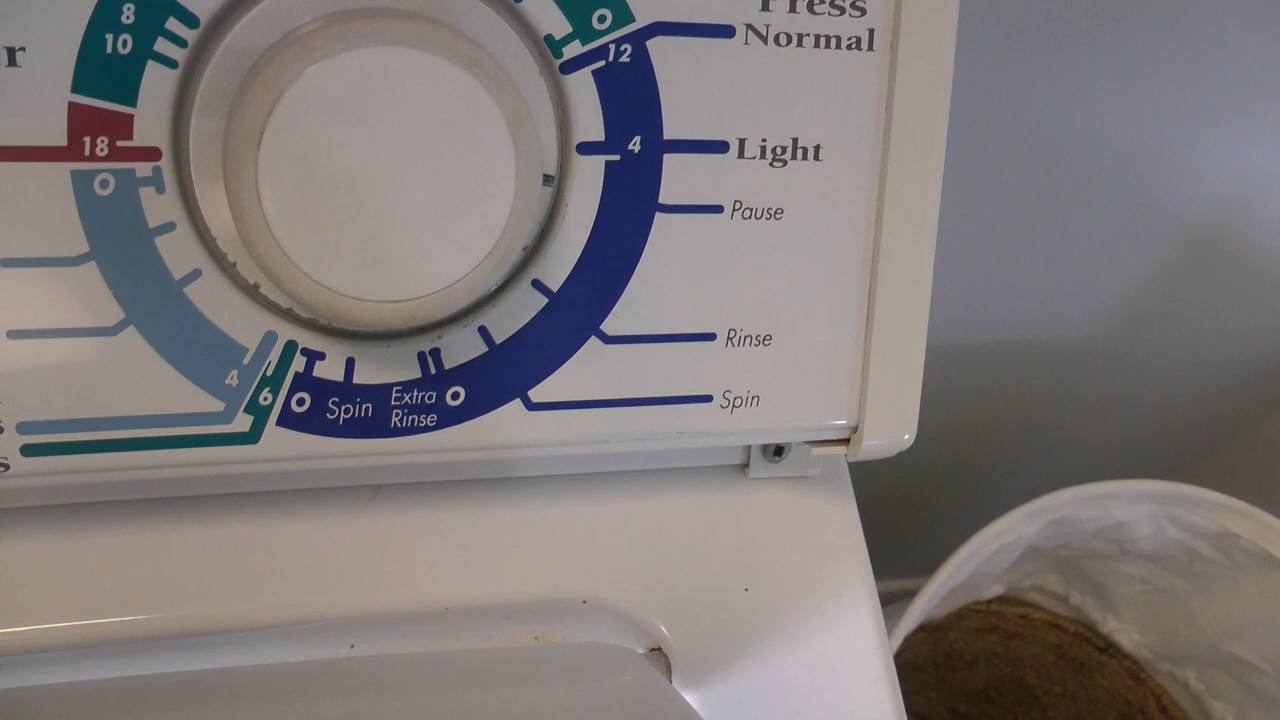 8
10
r
18
O
4
6
O
Spin
Extra
Rinse
O
O
12
Press
Normal
4
Light
Pause
Rinse
Spin
s
s